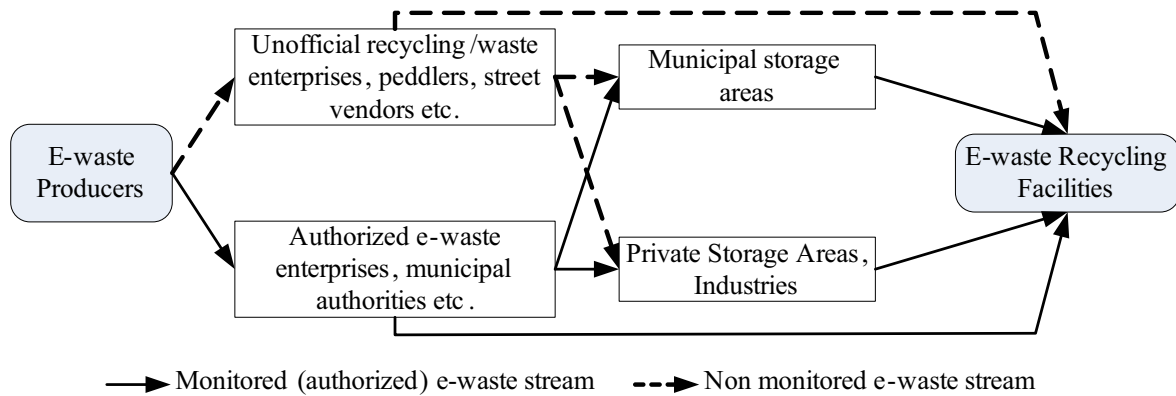 Unofficial recycling /waste
enterprises, peddlers, street
vendors etc.
Municipal storage
areas
E-waste
Producers
E-waste Recycling
Facilities
Authorized e-waste
enterprises, municipal
authorities etc.
Private Storage Areas,
Industries
Monitored (authorized) e-waste stream
Non monitored e-waste stream